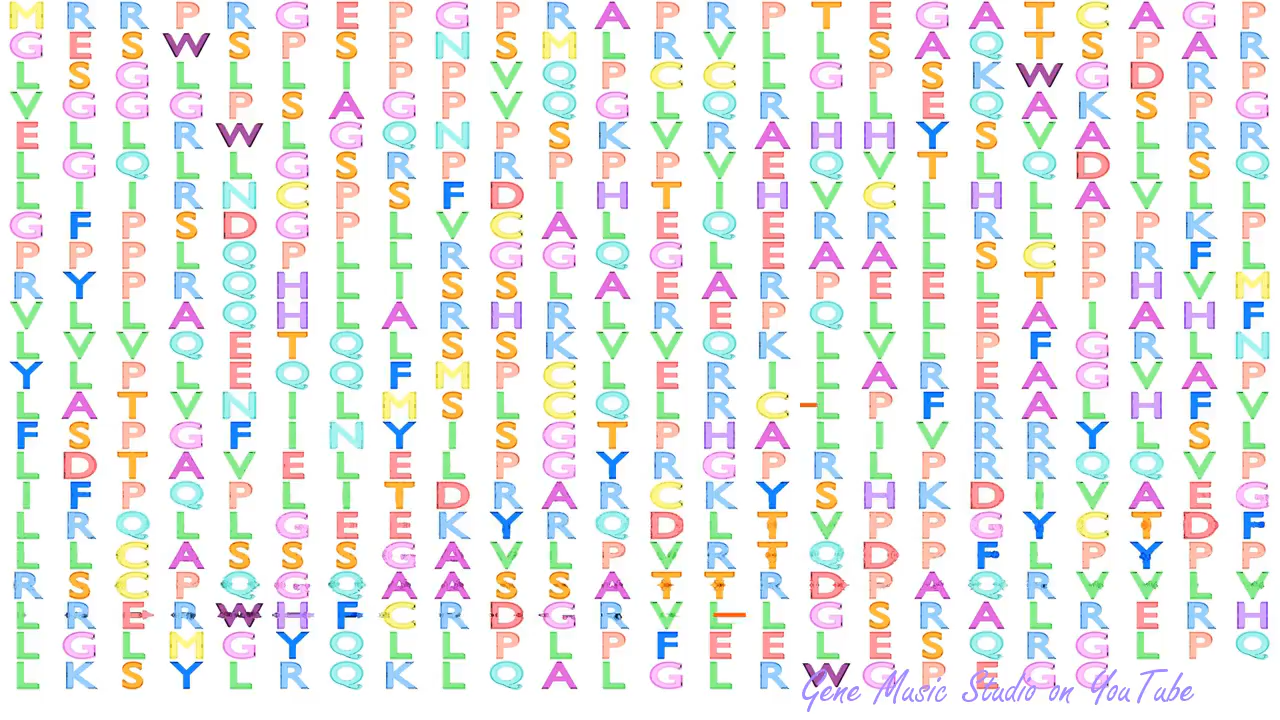 M R R P R G E P G P R A P R P T E G A T C A G P
G E S W S P S P N S M L R V L L S A Q T S P A R
L S G L L L I P P V Q P C C L G P S K W G D R P
V G G G P S A G P V Q G L Q R L L E Q A K S P G
E L L R W L G Q N P S K V R A H H Y S V A L R R
L G Q L L G S R P R P P P V E Q V T L Q D L S Q
L I I R N C P S F D I H T I H V C L H L A V L L
G F P S D G P L V C A L E Q E R R L R L P P K P
P P P L Q P L L R G G Q G L E A A L S C P R F L
R Y P R Q H L I S S L A E A R P E E L T P H V M
V L L A Q H L A R H R L R E P Q L L E A I A H F
L V V Q E T Q L S S K V V Q K L V L P F G R L N
Y L P V E Q Q F M P C L E R I L A R E A G V A P
L A T V N I L M S L C Q L R C L P F R A L H F V
F S P G F I N Y I S G T P H A L I V R R Y L S L
L D T A V E L E L P G Y R G P R L P R R Q Q V P
I F P Q P L I T D R A R C K Y S H K D I V A E G
L R Q L L G E E K Y R Q D L T V P P G Y C T D F
L L C A S S S G A V L P V R T Q D P F L P Y P P
R S C P Q G Q A A S S A T T R D P A Q R V V L V
L R E R W H F C R D G R V L L G S R A L R E R H
L G L M G Y Q L L P L P F E E L E S Q R G L P Q
L K S Y L R Q K L Q A L G L R W G P E G G
Gene Music Studio on YouTube